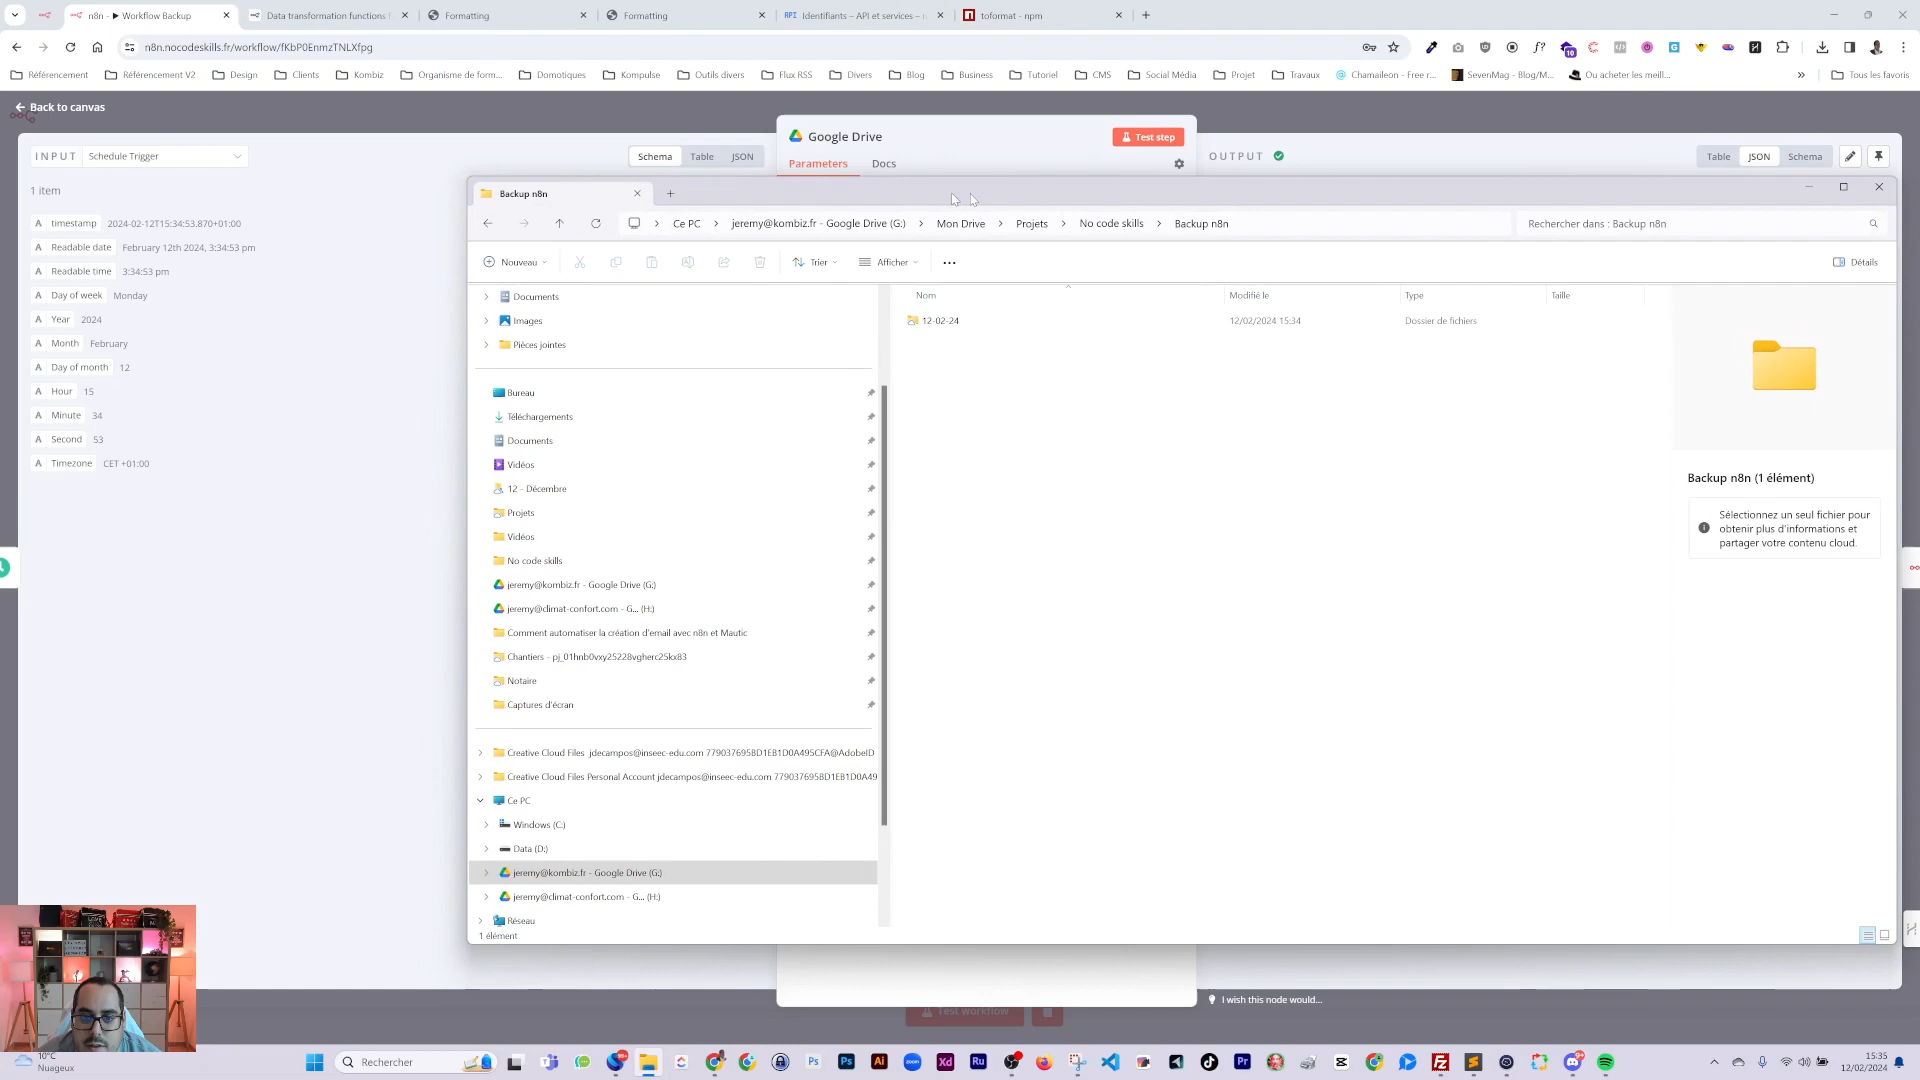 n8n - ▶ Workflow Backup
Data transformation functions f
Formatting
Formatting
API Identifiants – API et services – n
toformat - npm
n8n.nocodeskills.fr/workflow/fKbP0EnmzTNLXfpg
Référencement
Référencement V2
Design
Clients
Kombiz
Organisme de form...
Domotiques
Kompulse
Outils divers
Flux RSS
Divers
Blog
Business
Tutoriel
CMS
Social Média
Projet
Travaux
Chamaileon - Free r...
SevenMag - Blog/M...
Ou acheter les meill...
Tous les favoris
Back to canvas
INPUT Schedule Trigger
Schema Table JSON
Google Drive
Test step
Parameters Docs
OUTPUT
Table JSON Schema
1 item
A timestamp 2024-02-12T15:34:53.870+01:00
A Readable date February 12th 2024, 3:34:53 pm
A Readable time 3:34:53 pm
A Day of week Monday
A Year 2024
A Month February
A Day of month 12
A Hour 15
A Minute 34
A Second 53
A Timezone CET +01:00
Backup n8n
Ce PC > jeremy@kombiz.fr - Google Drive (G:) > Mon Drive > Projets > No code skills > Backup n8n
Rechercher dans : Backup n8n
Nouveau
Trier
Afficher
Détails
Documents
Images
Pièces jointes
Bureau
Téléchargements
Documents
Vidéos
12 - Décembre
Projets
Vidéos
No code skills
jeremy@kombiz.fr - Google Drive (G:)
jeremy@climat-confort.com - G... (H:)
Comment automatiser la création d'email avec n8n et Mautic
Chantiers - pj_01hnb0vxy25228vgherc25kx83
Notaire
Captures d'écran
Creative Cloud Files jdecampos@inseec-edu.com 779037695BD1EB1D0A495CFA@AdobeID
Creative Cloud Files Personal Account jdecampos@inseec-edu.com 779037695BD1EB1D0A49
Ce PC
Windows (C:)
Data (D:)
jeremy@kombiz.fr - Google Drive (G:)
jeremy@climat-confort.com - G... (H:)
Réseau
1 élément
Nom Modifié le Type Taille
12-02-24 12/02/2024 15:34 Dossier de fichiers
Backup n8n (1 élément)
Sélectionnez un seul fichier pour
obtenir plus d'informations et
partager votre contenu cloud.
I wish this node would...
Test workflow
10°C
Nuageux
Rechercher
15:35
12/02/2024